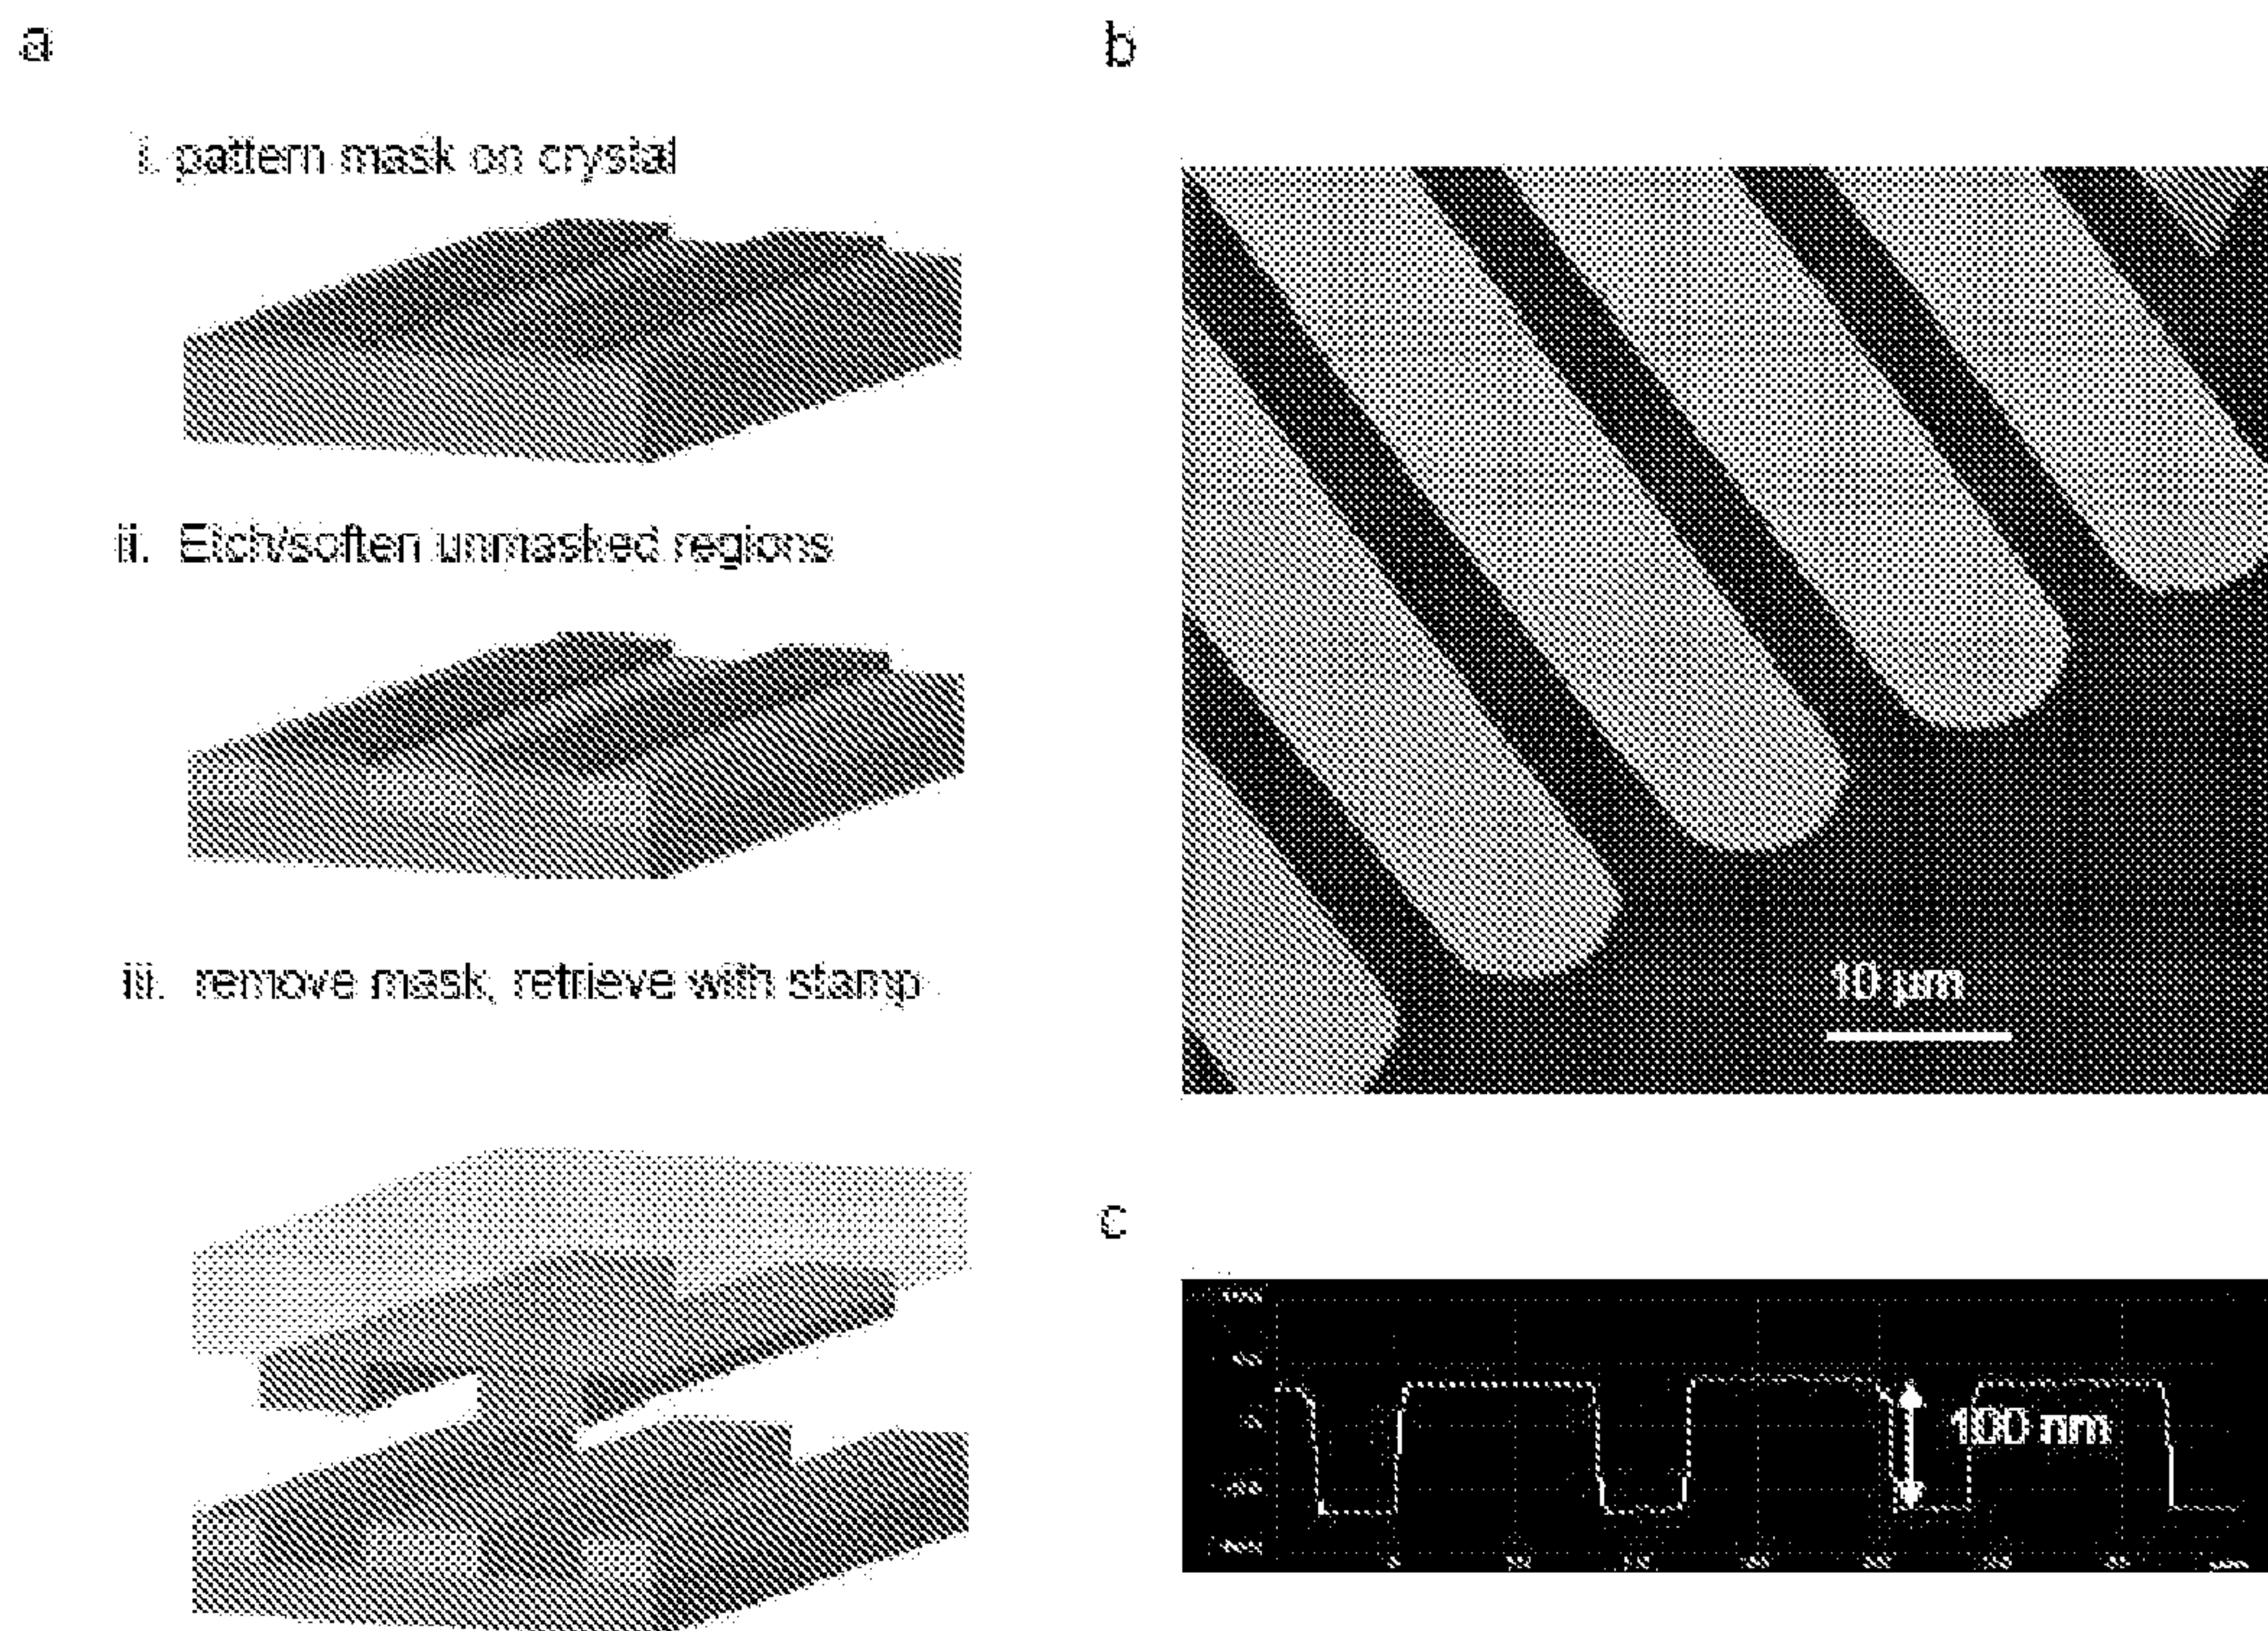 a
i. pattern mask on crystal
ii. Etch/soften unmasked regions
iii. remove mask, retrieve with stamp
b
10 µm
c
100 nm